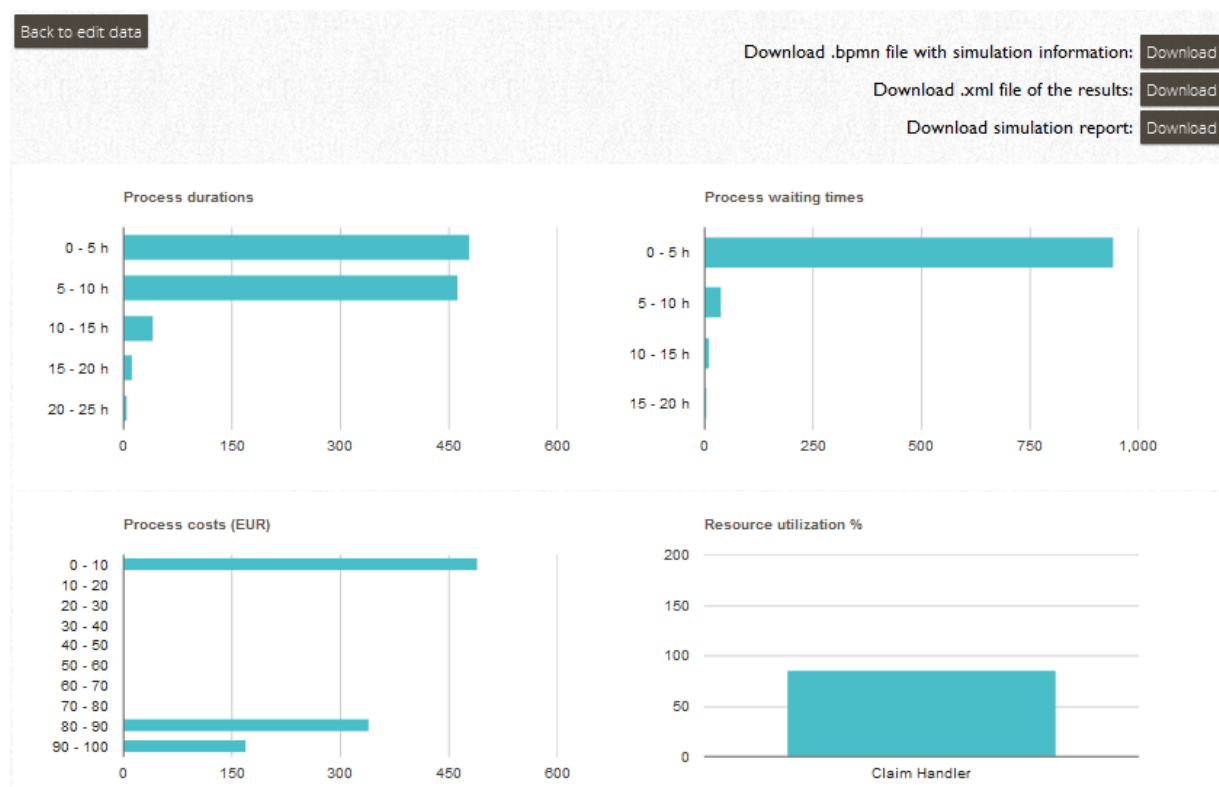 Back to edit data
Download .bpmn file with simulation information: Download
Download .xml file of the results: Download
Download simulation report: Download
Process durations
0 - 5 h
5 - 10 h
10 - 15 h
15 - 20 h
20 - 25 h
0 150 300 450 600
Process waiting times
0 - 5 h
5 - 10 h
10 - 15 h
15 - 20 h
0 250 500 750 1,000
Process costs (EUR)
0 - 10
10 - 20
20 - 30
30 - 40
40 - 50
50 - 60
60 - 70
70 - 80
80 - 90
90 - 100
0 150 300 450 600
Resource utilization %
200
150
100
50
0
Claim Handler